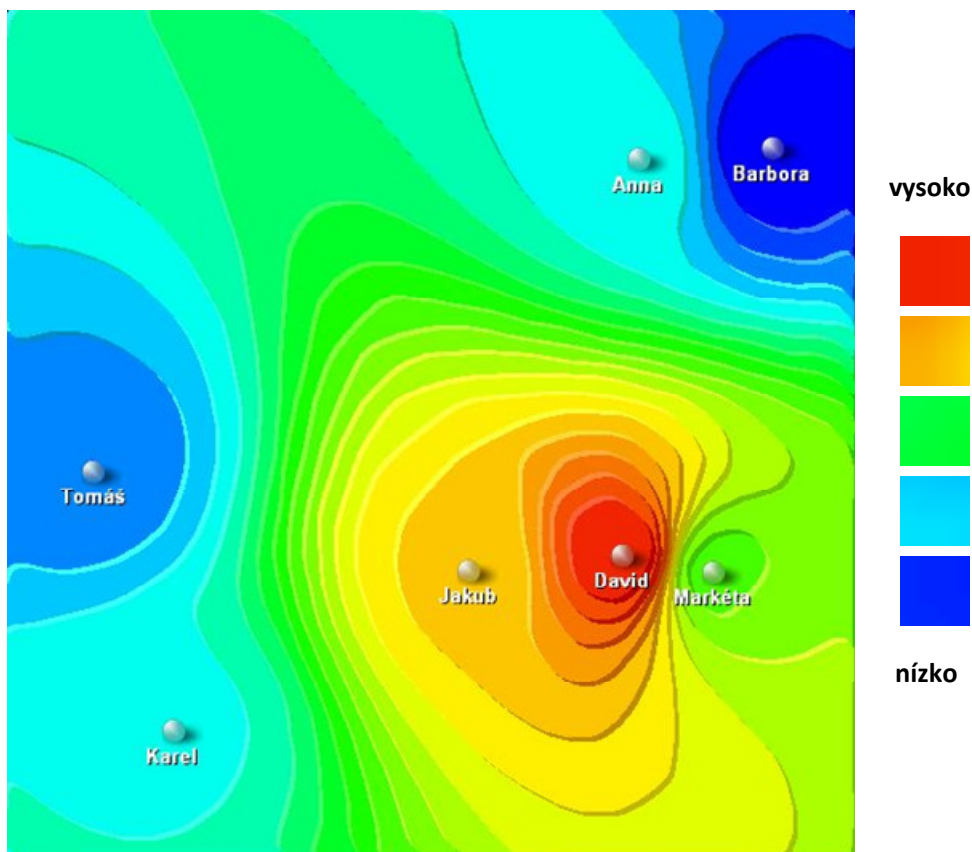 Anna
Barbora
vysoko
Tomáš
David
Jakub
Markéta
nízko
Karel